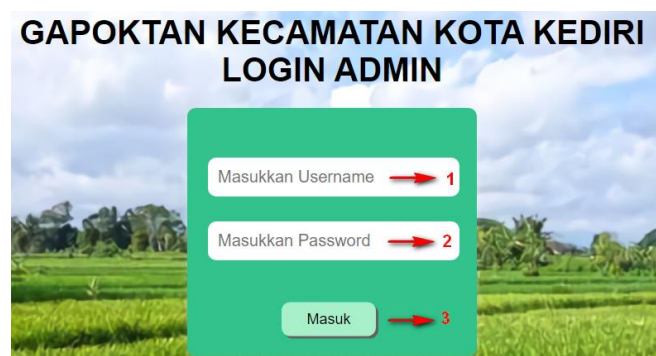 GAPOKTAN KECAMATAN KOTA KEDIRI
LOGIN ADMIN
Masukkan Username 1
Masukkan Password 2
Masuk 3